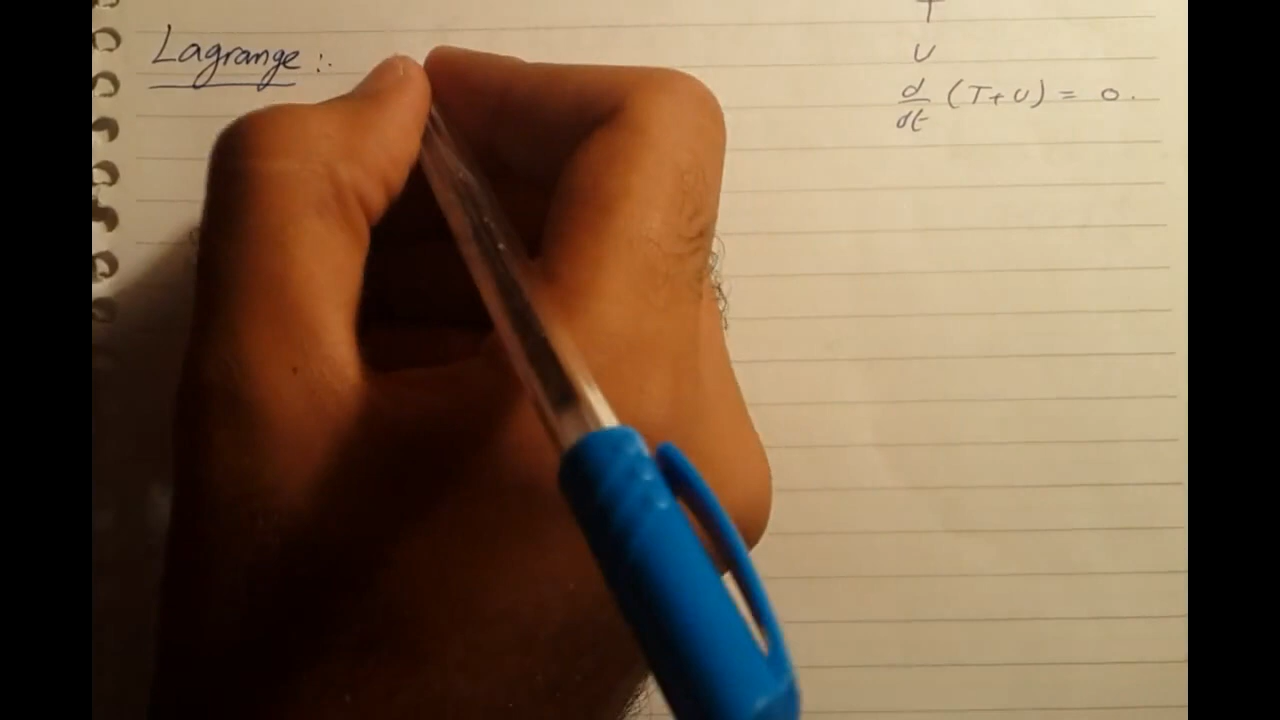 T
Lagrange :.
U
d/dt (T+U) = 0.